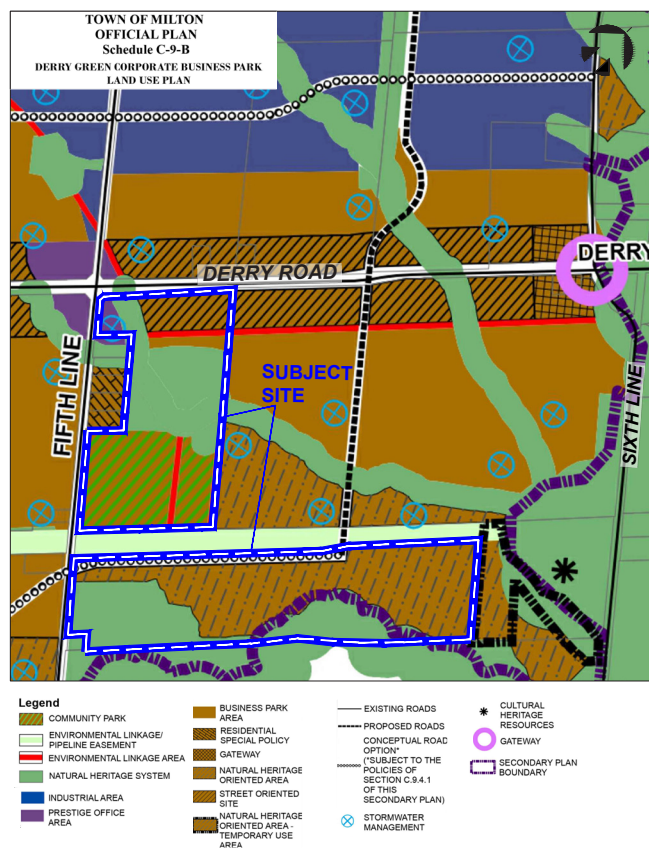 TOWN OF MILTON
OFFICIAL PLAN
Schedule C-9-B
DERRY GREEN CORPORATE BUSINESS PARK
LAND USE PLAN
DERRY
DERRY ROAD
SUBJECT
SITE
FIFTH LINE
SIXTH LINE
Legend
COMMUNITY PARK
ENVIRONMENTAL LINKAGE/
PIPELINE EASEMENT
ENVIRONMENTAL LINKAGE AREA
NATURAL HERITAGE SYSTEM
INDUSTRIAL AREA
PRESTIGE OFFICE
AREA
BUSINESS PARK
AREA
RESIDENTIAL
SPECIAL POLICY
GATEWAY
NATURAL HERITAGE
ORIENTED AREA
STREET ORIENTED
SITE
NATURAL HERITAGE
ORIENTED AREA -
TEMPORARY USE
AREA
EXISTING ROADS
PROPOSED ROADS
CONCEPTUAL ROAD
OPTION*
(*SUBJECT TO THE
POLICIES OF
SECTION C.9.4.1
OF THIS
SECONDARY PLAN)
STORMWATER
MANAGEMENT
CULTURAL
HERITAGE
RESOURCES
GATEWAY
SECONDARY PLAN
BOUNDARY